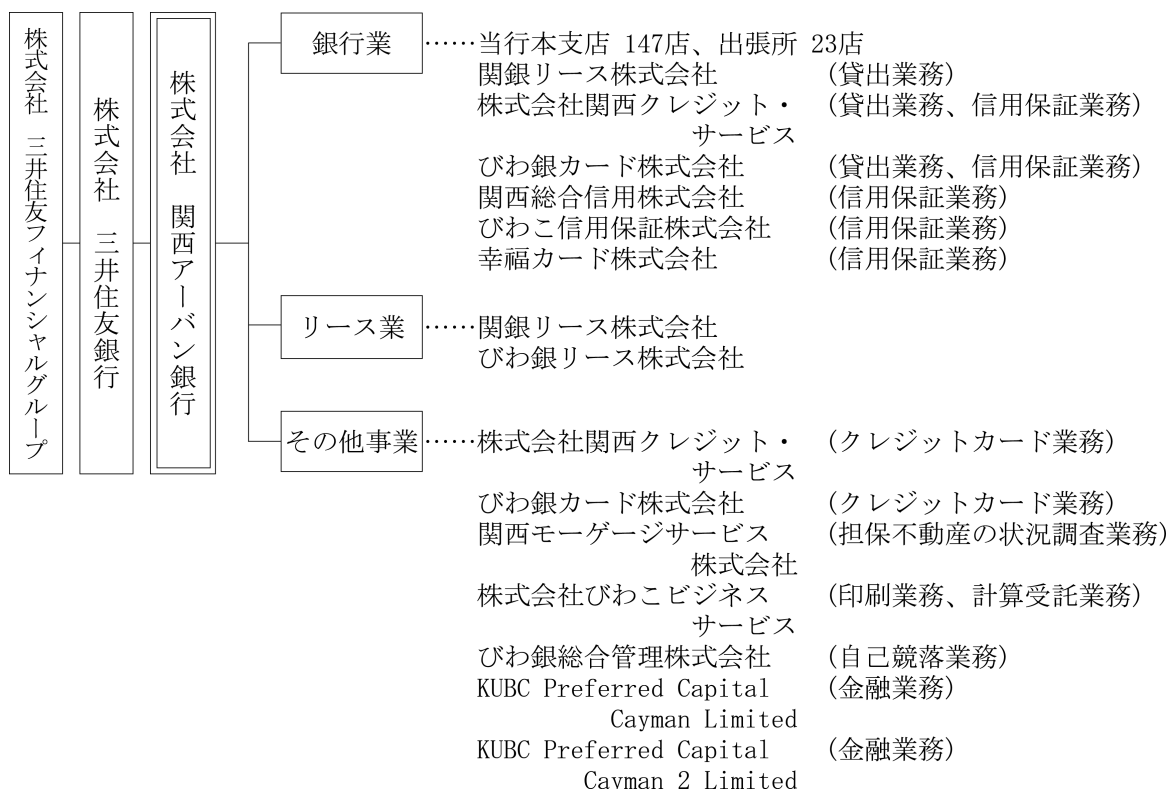 株式会社 三井住友フィナンシャルグループ
株式会社 三井住友銀行
株式会社 関西アーバン銀行
銀行業……当行本支店 147店、出張所 23店
関銀リース株式会社 (貸出業務)
株式会社関西クレジット・ (貸出業務、信用保証業務)
サービス
びわ銀カード株式会社 (貸出業務、信用保証業務)
関西総合信用株式会社 (信用保証業務)
びわこ信用保証株式会社 (信用保証業務)
幸福カード株式会社 (信用保証業務)
リース業……関銀リース株式会社
びわ銀リース株式会社
その他事業……株式会社関西クレジット・ (クレジットカード業務)
サービス
びわ銀カード株式会社 (クレジットカード業務)
関西モーゲージサービス (担保不動産の状況調査業務)
株式会社
株式会社びわこビジネス (印刷業務、計算受託業務)
サービス
びわ銀総合管理株式会社 (自己競落業務)
KUBC Preferred Capital (金融業務)
Cayman Limited
KUBC Preferred Capital (金融業務)
Cayman 2 Limited